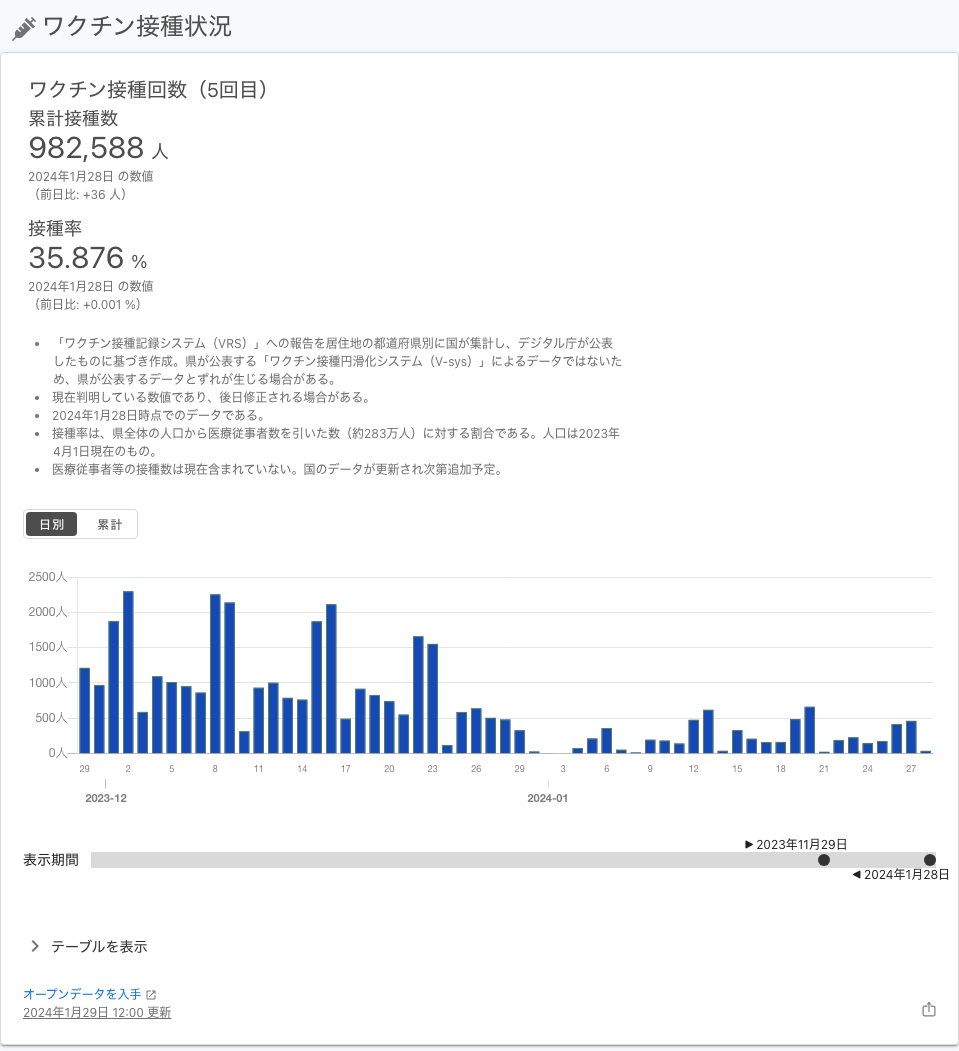 ワクチン接種状況
ワクチン接種回数（5回目）
累計接種数
982,588 人
2024年1月28日 の数値
（前日比: +36 人）
接種率
35.876 %
2024年1月28日 の数値
（前日比: +0.001 %）
• 「ワクチン接種記録システム（VRS）」への報告を居住地の都道府県別に国が集計し、デジタル庁が公表
したものに基づき作成。県が公表する「ワクチン接種円滑化システム（V-sys）」によるデータではないた
め、県が公表するデータとずれが生じる場合がある。
• 現在判明している数値であり、後日修正される場合がある。
• 2024年1月28日時点でのデータである。
• 接種率は、県全体の人口から医療従事者数を引いた数（約283万人）に対する割合である。人口は2023年
4月1日現在のもの。
• 医療従事者等の接種数は現在含まれていない。国のデータが更新され次第追加予定。
日別 累計
2500人
2000人
1500人
1000人
500人
0人
29 2 5 8 11 14 17 20 23 26 29 3 6 9 12 15 18 21 24 27
2023-12 2024-01
▶ 2023年11月29日
表示期間
◀ 2024年1月28日
テーブルを表示
オープンデータを入手
2024年1月29日 12:00 更新